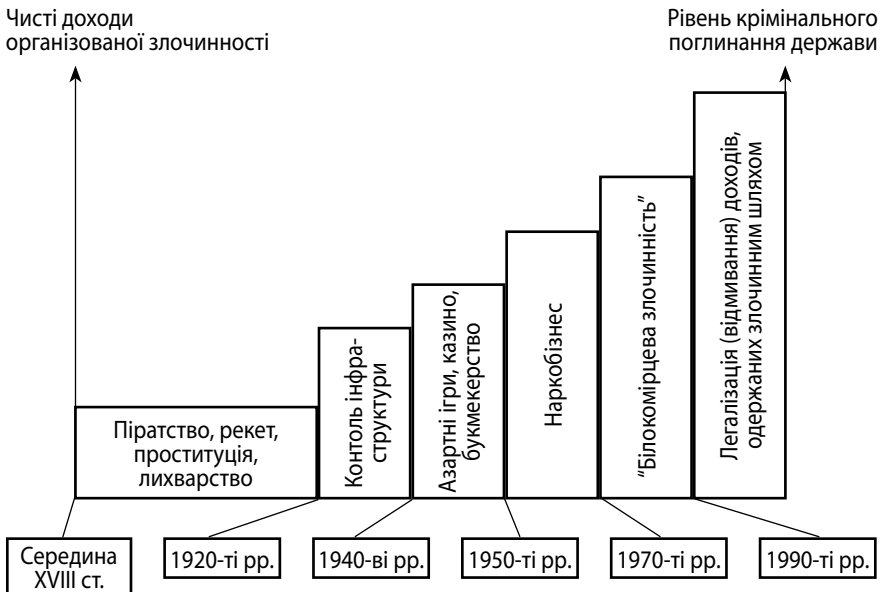 Чисті доходи
організованої злочинності
Рівень крімінального
поглинання держави
Піратство, рекет,
проституція,
лихварство
Контоль інфра-
структури
Азартні ігри, казино,
букмекерство
Наркобізнес
“Білокомірцева злочинність”
Легалізація (відмивання) доходів,
одержаних злочинним шляхом
Середина
XVIII ст.
1920-ті рр.
1940-ві рр.
1950-ті рр.
1970-ті рр.
1990-ті рр.